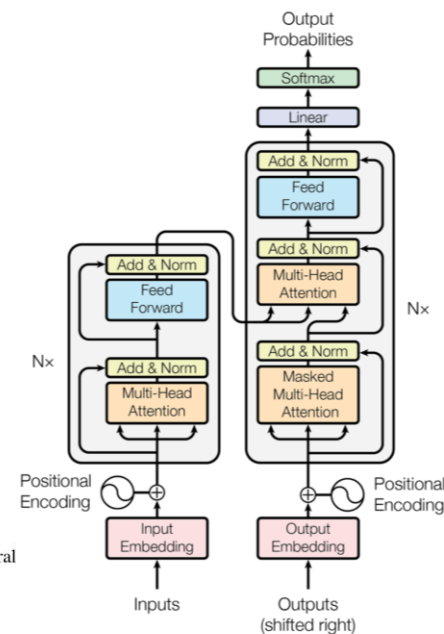 Output
Probabilities
Softmax
Linear
Add & Norm
Feed
Forward
Add & Norm
Multi-Head
Attention
Add & Norm
Masked
Multi-Head
Attention
N×
Add & Norm
Feed
Forward
Add & Norm
Multi-Head
Attention
N×
Positional
Encoding
Positional
Encoding
Input
Embedding
Output
Embedding
ral
Inputs
Outputs
(shifted right)